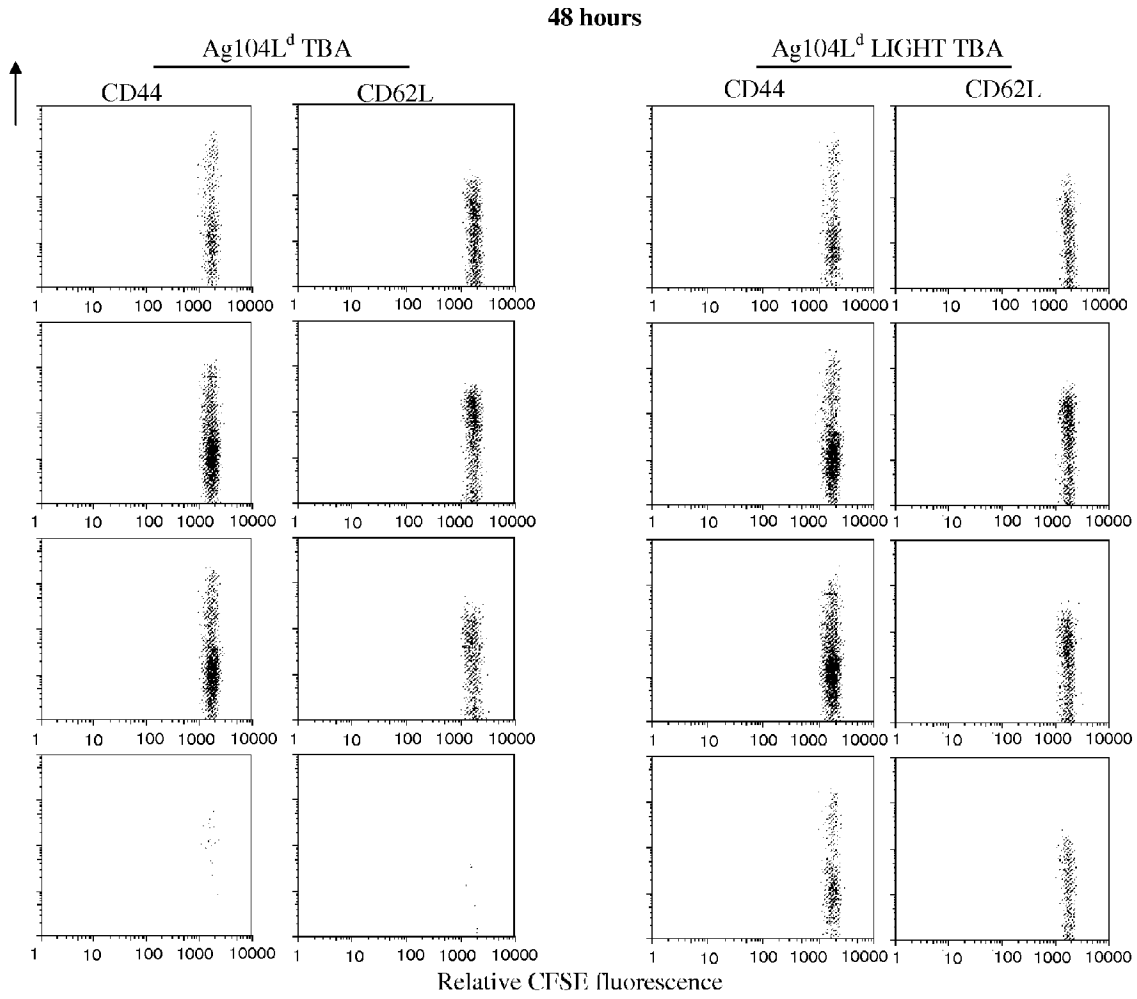 48 hours
Ag104L^d TBA
Ag104L^d LIGHT TBA
CD44 CD62L CD44 CD62L
1 10 100 1000 10000 1 10 100 1000 10000 1 10 100 1000 10000 1 10 100 1000 10000
1 10 100 1000 10000 1 10 100 1000 10000 1 10 100 1000 10000 1 10 100 1000 10000
1 10 100 1000 10000 1 10 100 1000 10000 1 10 100 1000 10000 1 10 100 1000 10000
1 10 100 1000 10000 1 10 100 1000 10000 1 10 100 1000 10000 1 10 100 1000 10000
Relative CFSE fluorescence